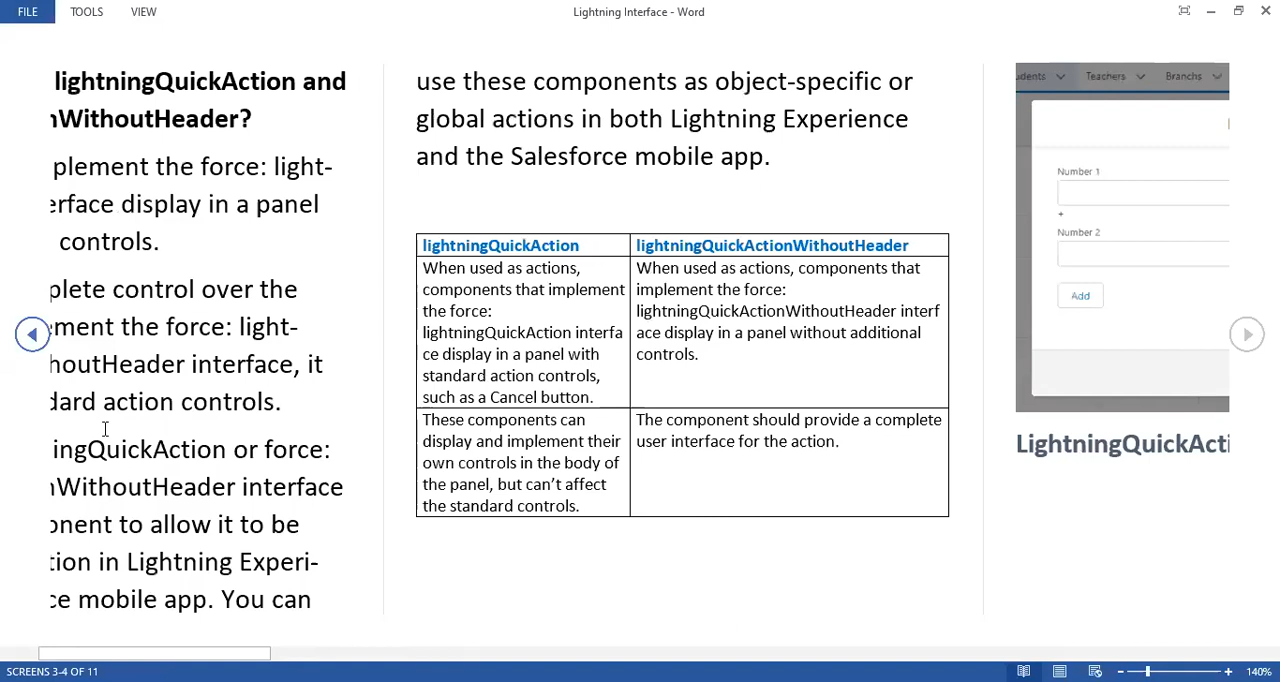 FILE TOOLS VIEW Lightning Interface - Word
lightningQuickAction and
WithoutHeader?
plement the force: light-
erface display in a panel
controls.
plete control over the
ement the force: light-
houtHeader interface, it
dard action controls.
ingQuickAction or force:
WithoutHeader interface
onent to allow it to be
tion in Lightning Experi-
ce mobile app. You can
use these components as object-specific or
global actions in both Lightning Experience
and the Salesforce mobile app.
lightningQuickAction lightningQuickActionWithoutHeader
When used as actions,
components that implement
the force:
lightningQuickAction interfa
ce display in a panel with
standard action controls,
such as a Cancel button.
When used as actions, components that
implement the force:
lightningQuickActionWithoutHeader interf
ace display in a panel without additional
controls.
These components can
display and implement their
own controls in the body of
the panel, but can’t affect
the standard controls.
The component should provide a complete
user interface for the action.
udents Teachers Branchs
Number 1
+
Number 2
Add
LightningQuickActi
SCREENS 3-4 OF 11 140%